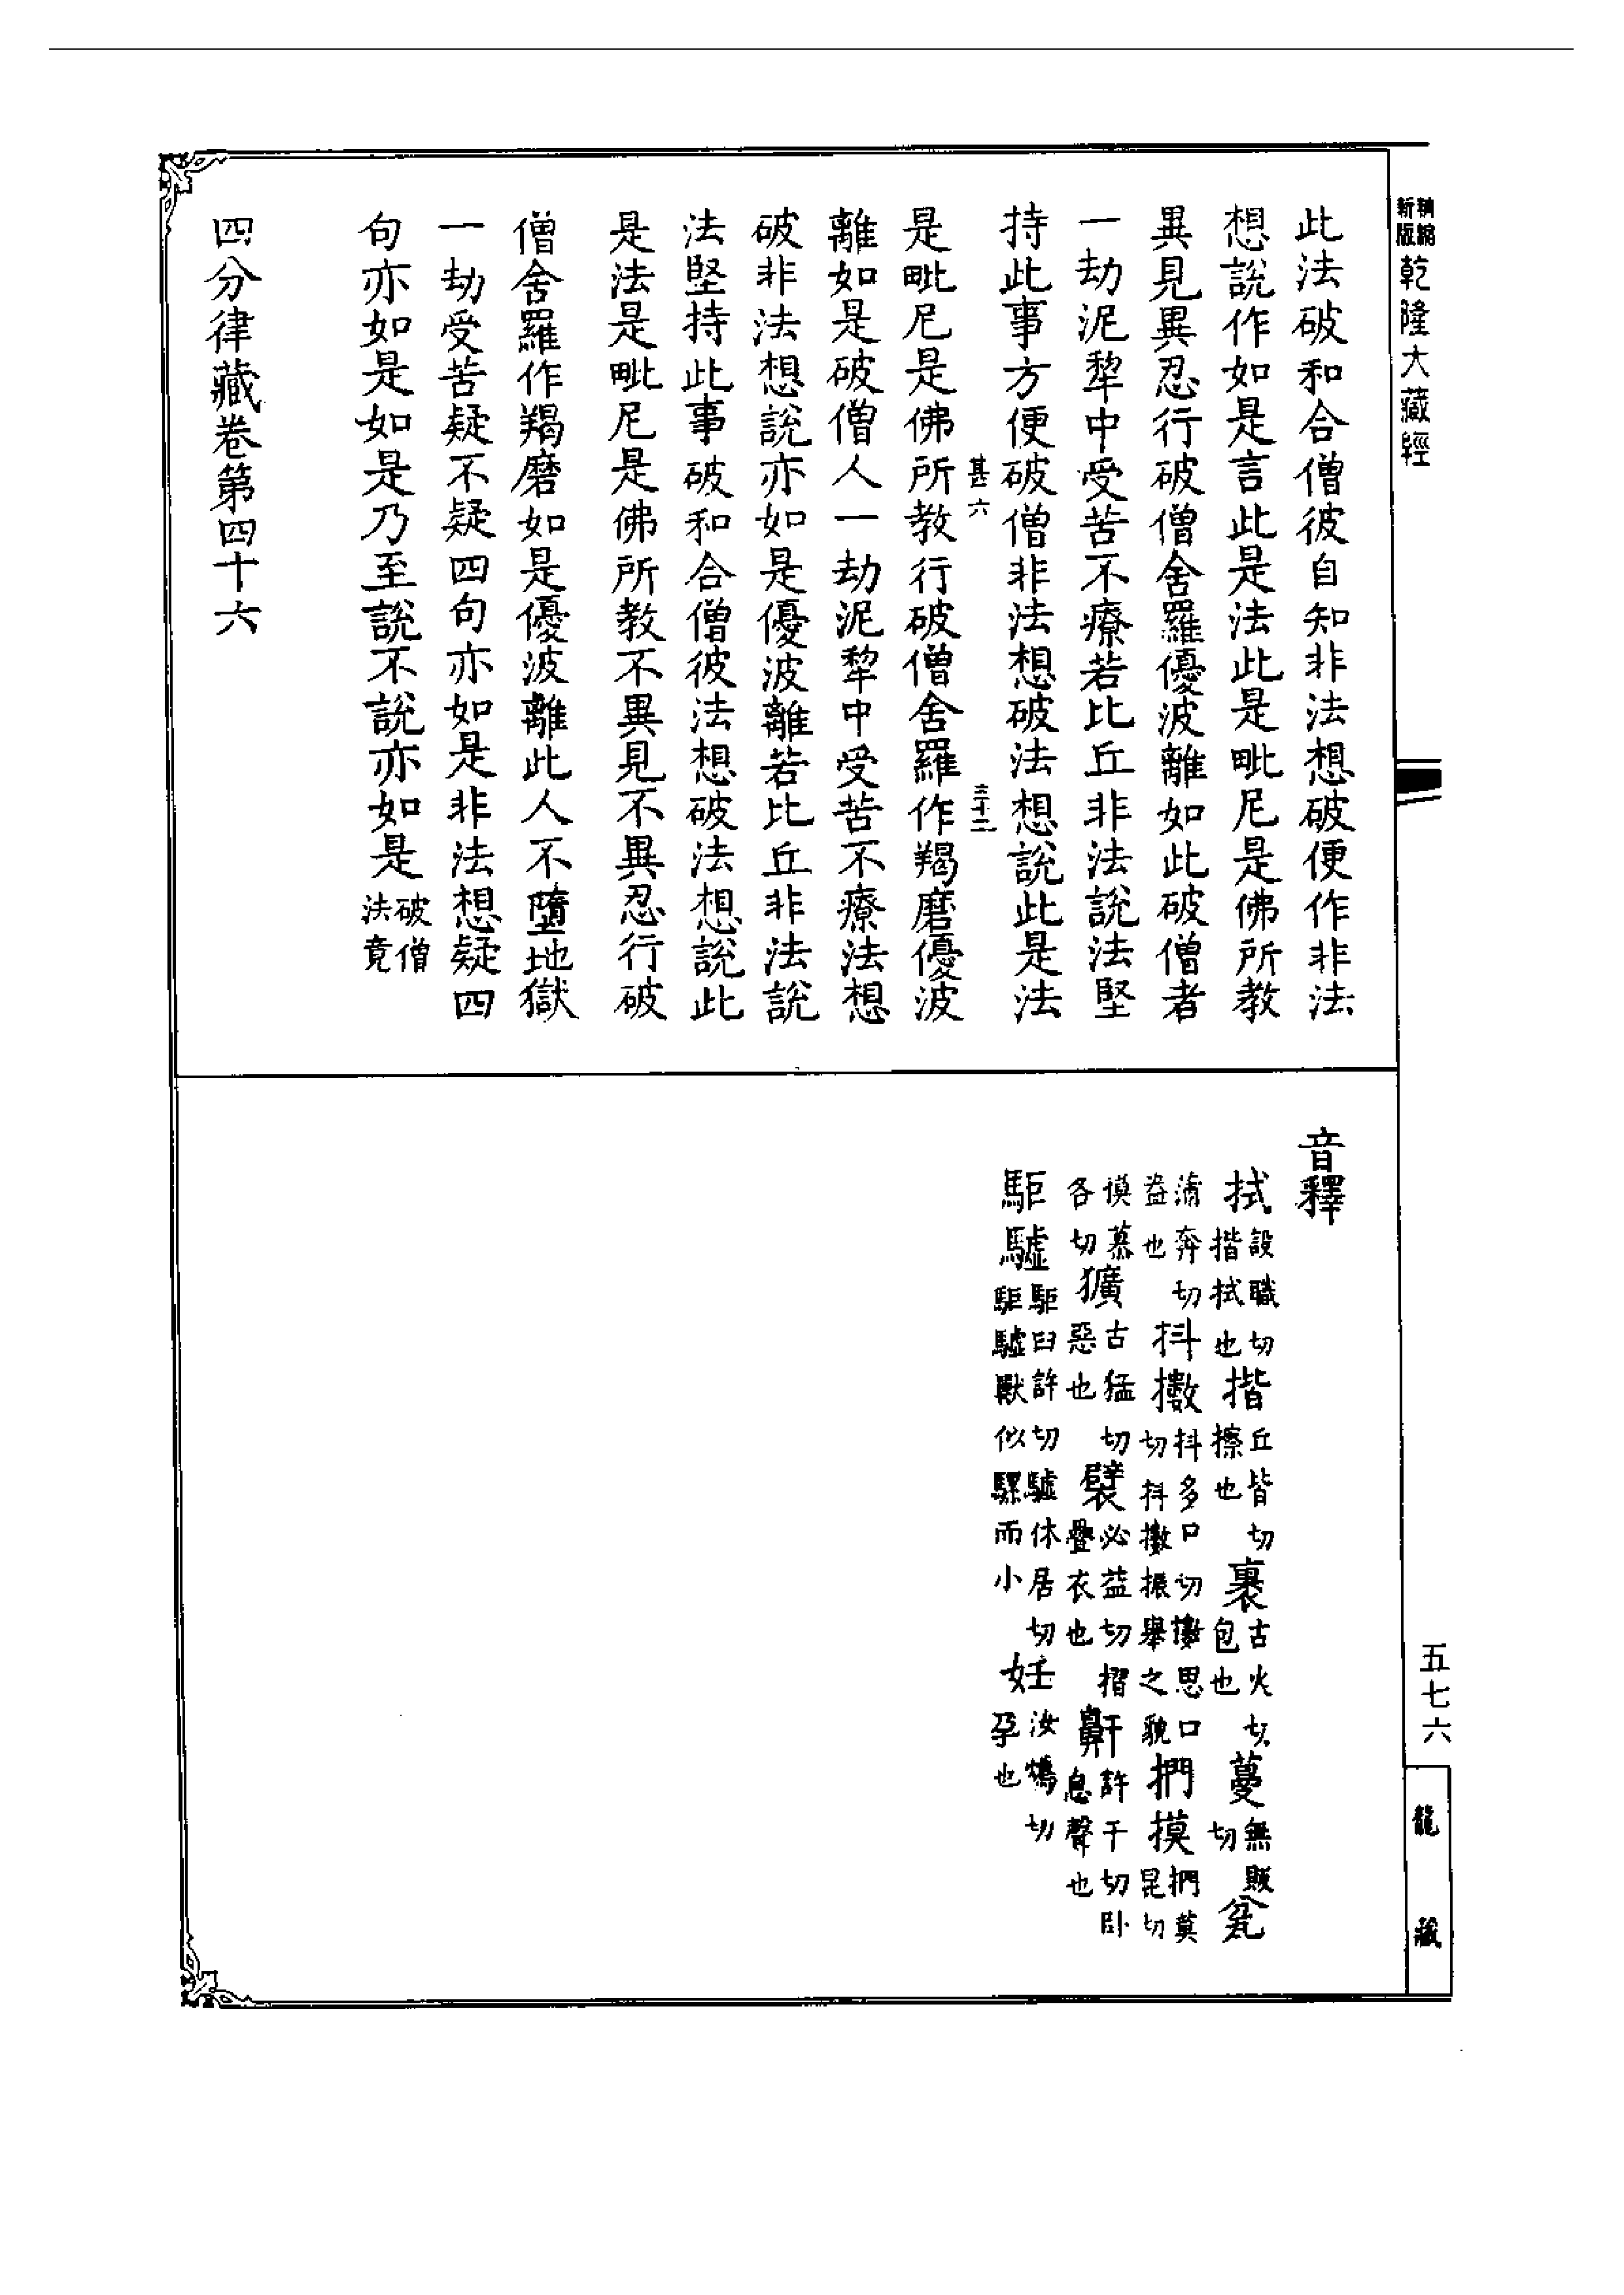 精縮新版乾隆大藏經
此法破和合僧彼自知非法想破便作非法
想說作如是言此是法此是毗尼是佛所教
異見異忍行破僧舍羅優波離如此破僧者
一劫泥犂中受苦不療若比丘非法說法堅
持此事方便破僧非法想破法想說此是法
甚六
三十二
是毗尼是佛所教行破僧舍羅作羯磨優波
離如是破僧人一劫泥犂中受苦不療法想
破非法想說亦如是優波離若比丘非法說
法堅持此事破和合僧彼法想破法想說此
是法是毗尼是佛所教不異見不異忍行破
僧舍羅作羯磨如是優波離此人不墮地獄
一劫受苦疑不疑四句亦如是非法想疑四
句亦如是如是乃至說不說亦如是破僧法竟
四分律藏卷第四十六
音釋
拭設職切揩拭也揩丘皆切擦也裹古火切包也蔓無販切瓫
蒲奔切盎也抖擻抖多口切擻思口切抖擻振舉之貌捫摸捫莫昆切
摸慕各切獷古猛切惡也襞必益切摺疊衣也鼾許干切卧息聲也
駏驉駏臼許切驉休居切駏驉獸似騾而小妊汝鴆切孕也
五七六
龍藏